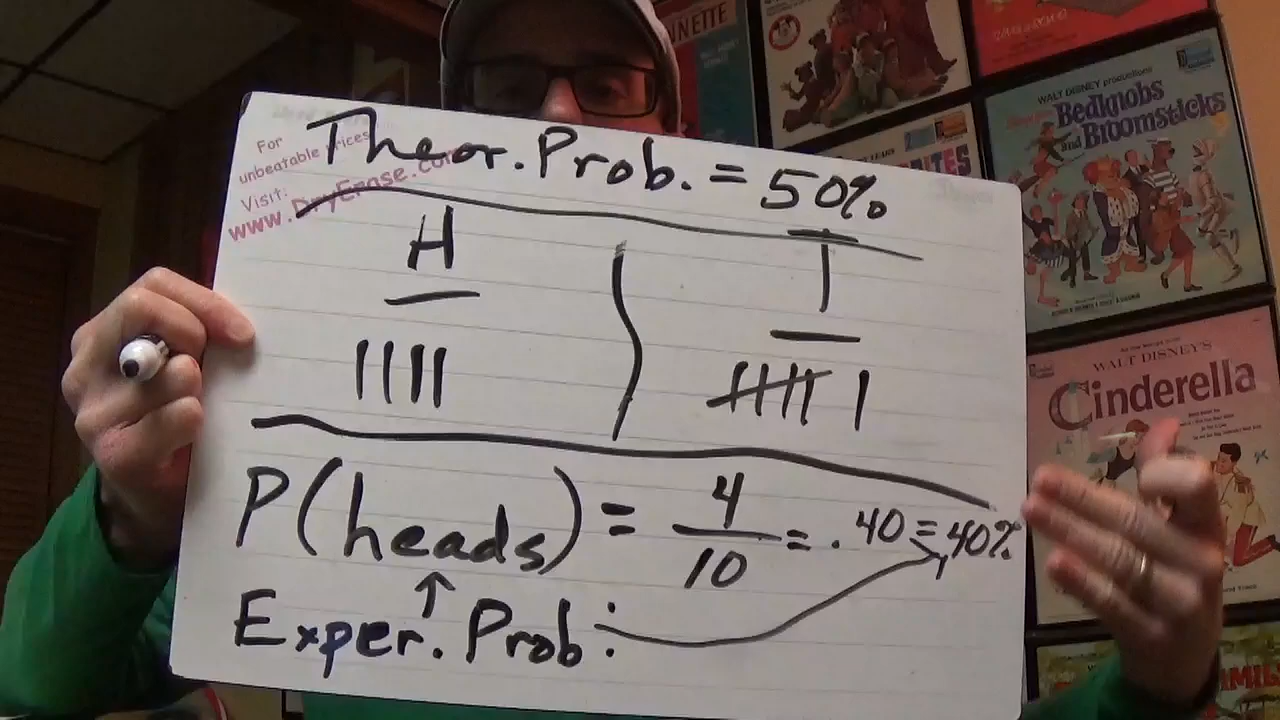 For
unbeatable prices
Visit:
www.DryErase.com
Theor. Prob. = 50%
H T
|||| 𝍸 |
P(heads) = 4/10 = .40 = 40%
↑
Exper. Prob:
NNETTE
WALT DISNEY productions
Bedknobs
and Broomsticks
WALT DISNEY'S
Cinderella